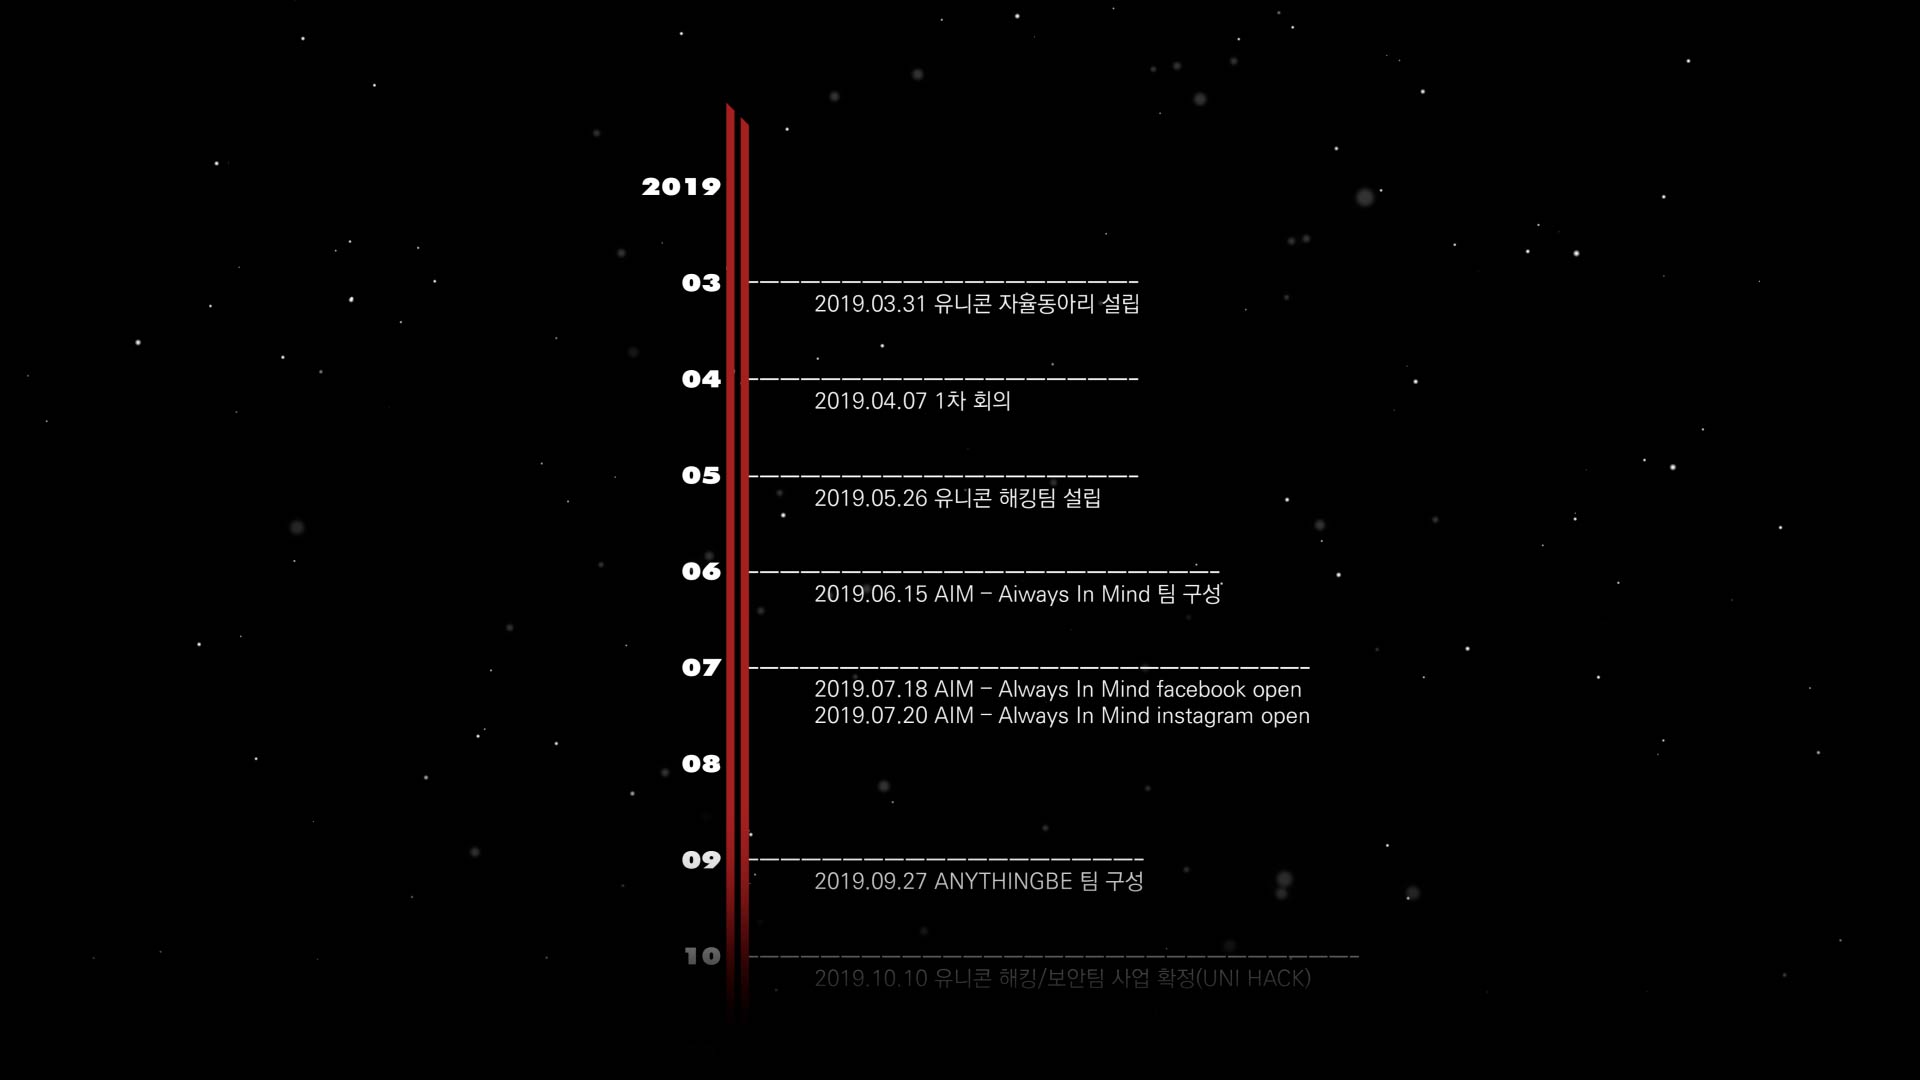 2019
03
2019.03.31 유니콘 자율동아리 설립
04
2019.04.07 1차 회의
05
2019.05.26 유니콘 해킹팀 설립
06
2019.06.15 AIM – Aiways In Mind 팀 구성
07
2019.07.18 AIM – Always In Mind facebook open
2019.07.20 AIM – Always In Mind instagram open
08
09
2019.09.27 ANYTHINGBE 팀 구성
10
2019.10.10 유니콘 해킹/보안팀 사업 확정(UNI HACK)